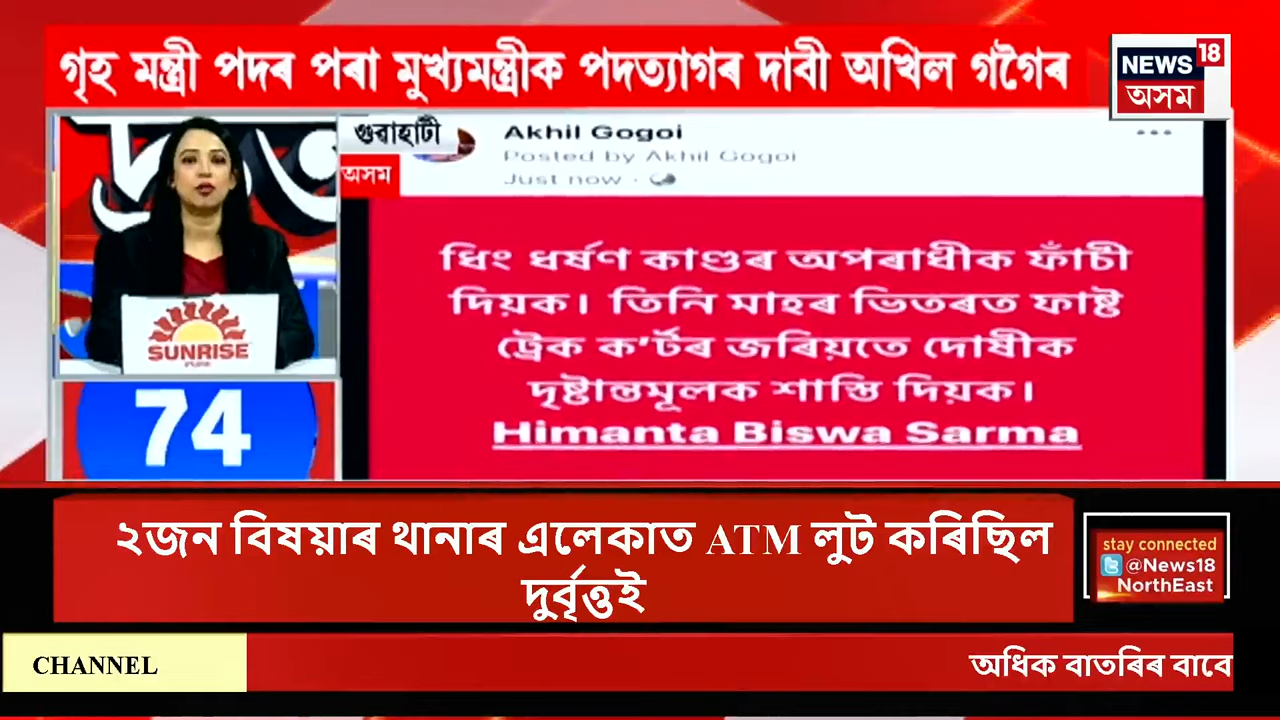 গৃহ মন্ত্ৰী পদৰ পৰা মুখ্যমন্ত্ৰীক পদত্যাগৰ দাবী অখিল গগৈৰ
NEWS 18
অসম
গুৱাহাটী
অসম
Akhil Gogoi
Posted by Akhil Gogoi
Just now
ধিং ধৰ্ষণ কাণ্ডৰ অপৰাধীক ফাঁচী
দিয়ক। তিনি মাহৰ ভিতৰত ফাষ্ট
ট্ৰেক ক'ৰ্টৰ জৰিয়তে দোষীক
দৃষ্টান্তমূলক শাস্তি দিয়ক।
Himanta Biswa Sarma
SUNRISE
PURE
74
২জন বিষয়াৰ থানাৰ এলেকাত ATM লুট কৰিছিল
দুৰ্বৃত্তই
stay connected
@News18
NorthEast
CHANNEL
অধিক বাতৰিৰ বাবে